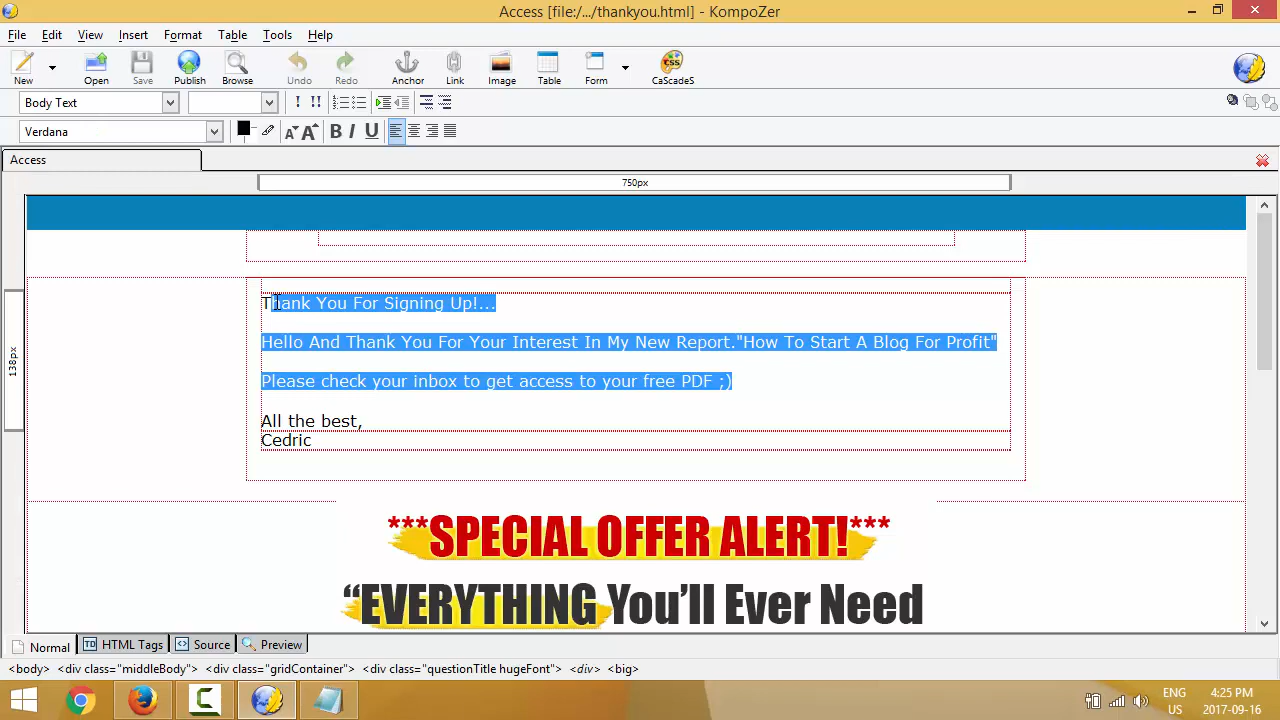 Access [file:/.../thankyou.html] - KompoZer
File Edit View Insert Format Table Tools Help
New Open Save Publish Browse Undo Redo Anchor Link Image Table Form CaScadeS
Body Text
Verdana
Access
750px
138px
Thank You For Signing Up!...
Hello And Thank You For Your Interest In My New Report."How To Start A Blog For Profit"
Please check your inbox to get access to your free PDF ;)
All the best,
Cedric
***SPECIAL OFFER ALERT!***
“EVERYTHING You’ll Ever Need
Normal HTML Tags Source Preview
<body> <div class="middleBody"> <div class="gridContainer"> <div class="questionTitle hugeFont"> <div> <big>
ENG 4:25 PM
US 2017-09-16